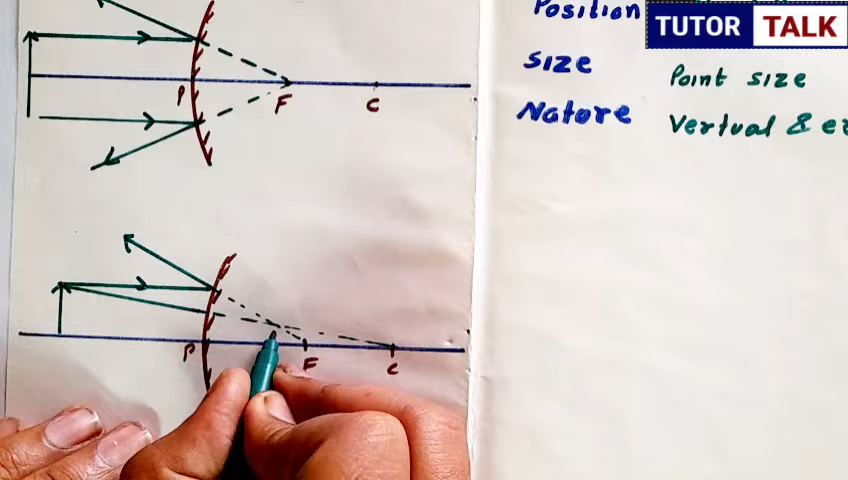 Position
TUTOR TALK
Size
Point size
P
F
C
Nature
Vertual &
P
F
C